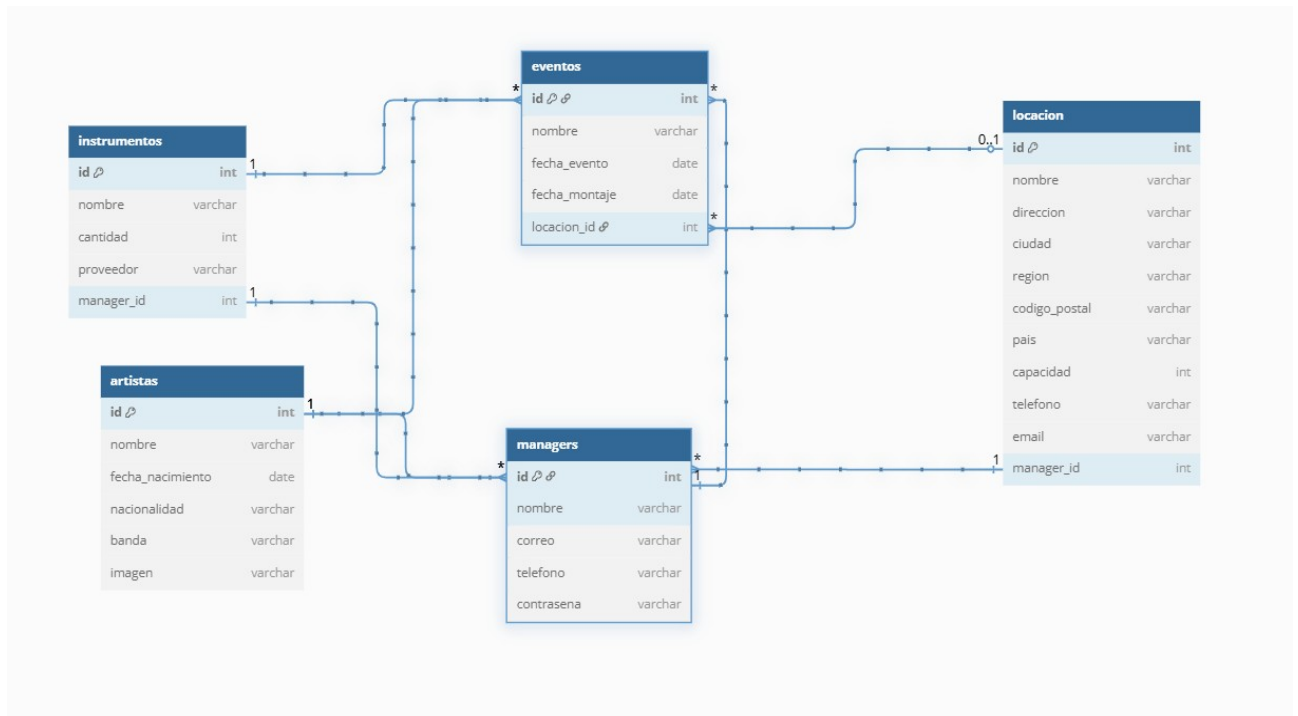 eventos
id int
nombre varchar
fecha_evento date
fecha_montaje date
locacion_id int
*
*
*
instrumentos
id int
nombre varchar
cantidad int
proveedor varchar
manager_id int
1
1
locacion
id int
nombre varchar
direccion varchar
ciudad varchar
region varchar
codigo_postal varchar
pais varchar
capacidad int
telefono varchar
email varchar
manager_id int
0..1
1
artistas
id int
nombre varchar
fecha_nacimiento date
nacionalidad varchar
banda varchar
imagen varchar
1
managers
id int
nombre varchar
correo varchar
telefono varchar
contrasena varchar
*
*
1